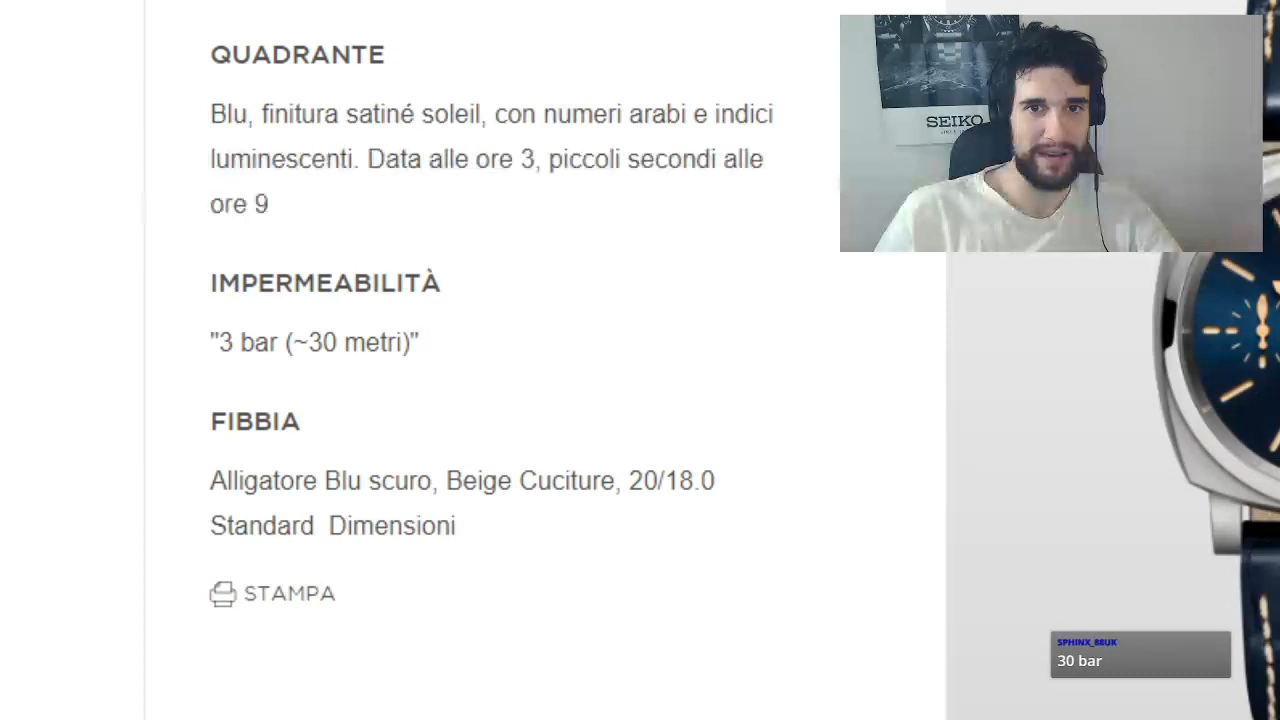 QUADRANTE
Blu, finitura satiné soleil, con numeri arabi e indici
luminescenti. Data alle ore 3, piccoli secondi alle
ore 9
IMPERMEABILITÀ
"3 bar (~30 metri)"
FIBBIA
Alligatore Blu scuro, Beige Cuciture, 20/18.0
Standard  Dimensioni
STAMPA
SEIKO
SPHINX_88UK
30 bar